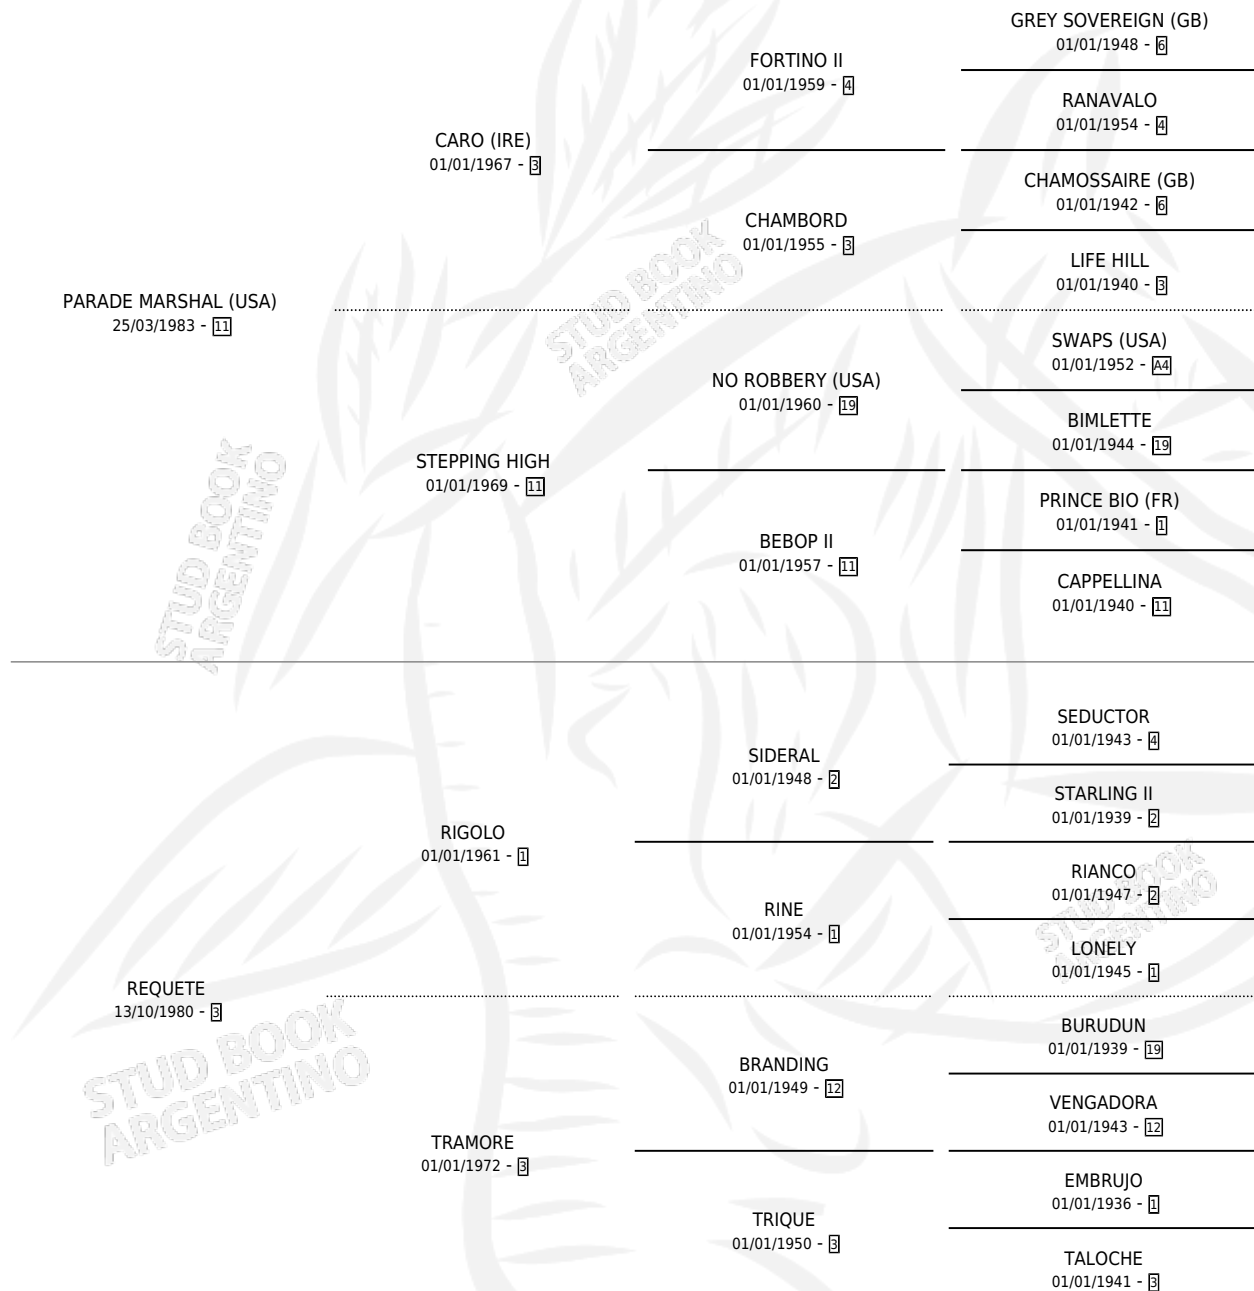 GREY SOVEREIGN (GB)
01/01/1948 - 6
FORTINO II
01/01/1959 - 4
RANAVALO
01/01/1954 - 4
CARO (IRE)
01/01/1967 - 3
CHAMOSSAIRE (GB)
01/01/1942 - 6
CHAMBORD
01/01/1955 - 3
LIFE HILL
01/01/1940 - 3
PARADE MARSHAL (USA)
25/03/1983 - 11
STUD BOOK
ARGENTINO
SWAPS (USA)
01/01/1952 - A4
NO ROBBERY (USA)
01/01/1960 - 19
BIMLETTE
01/01/1944 - 19
STEPPING HIGH
01/01/1969 - 11
PRINCE BIO (FR)
01/01/1941 - 1
BEBOP II
01/01/1957 - 11
CAPPELLINA
01/01/1940 - 11
STUD BOOK
ARGENTINO
SEDUCTOR
01/01/1943 - 4
SIDERAL
01/01/1948 - 2
STARLING II
01/01/1939 - 2
RIGOLO
01/01/1961 - 1
RIANCO
01/01/1947 - 2
RINE
01/01/1954 - 1
LONELY
01/01/1945 - 1
STUD BOOK
ARGENTINO
REQUETE
13/10/1980 - 3
STUD BOOK
ARGENTINO
BURUDUN
01/01/1939 - 19
BRANDING
01/01/1949 - 12
VENGADORA
01/01/1943 - 12
TRAMORE
01/01/1972 - 3
EMBRUJO
01/01/1936 - 1
TRIQUE
01/01/1950 - 3
TALOCHE
01/01/1941 - 3